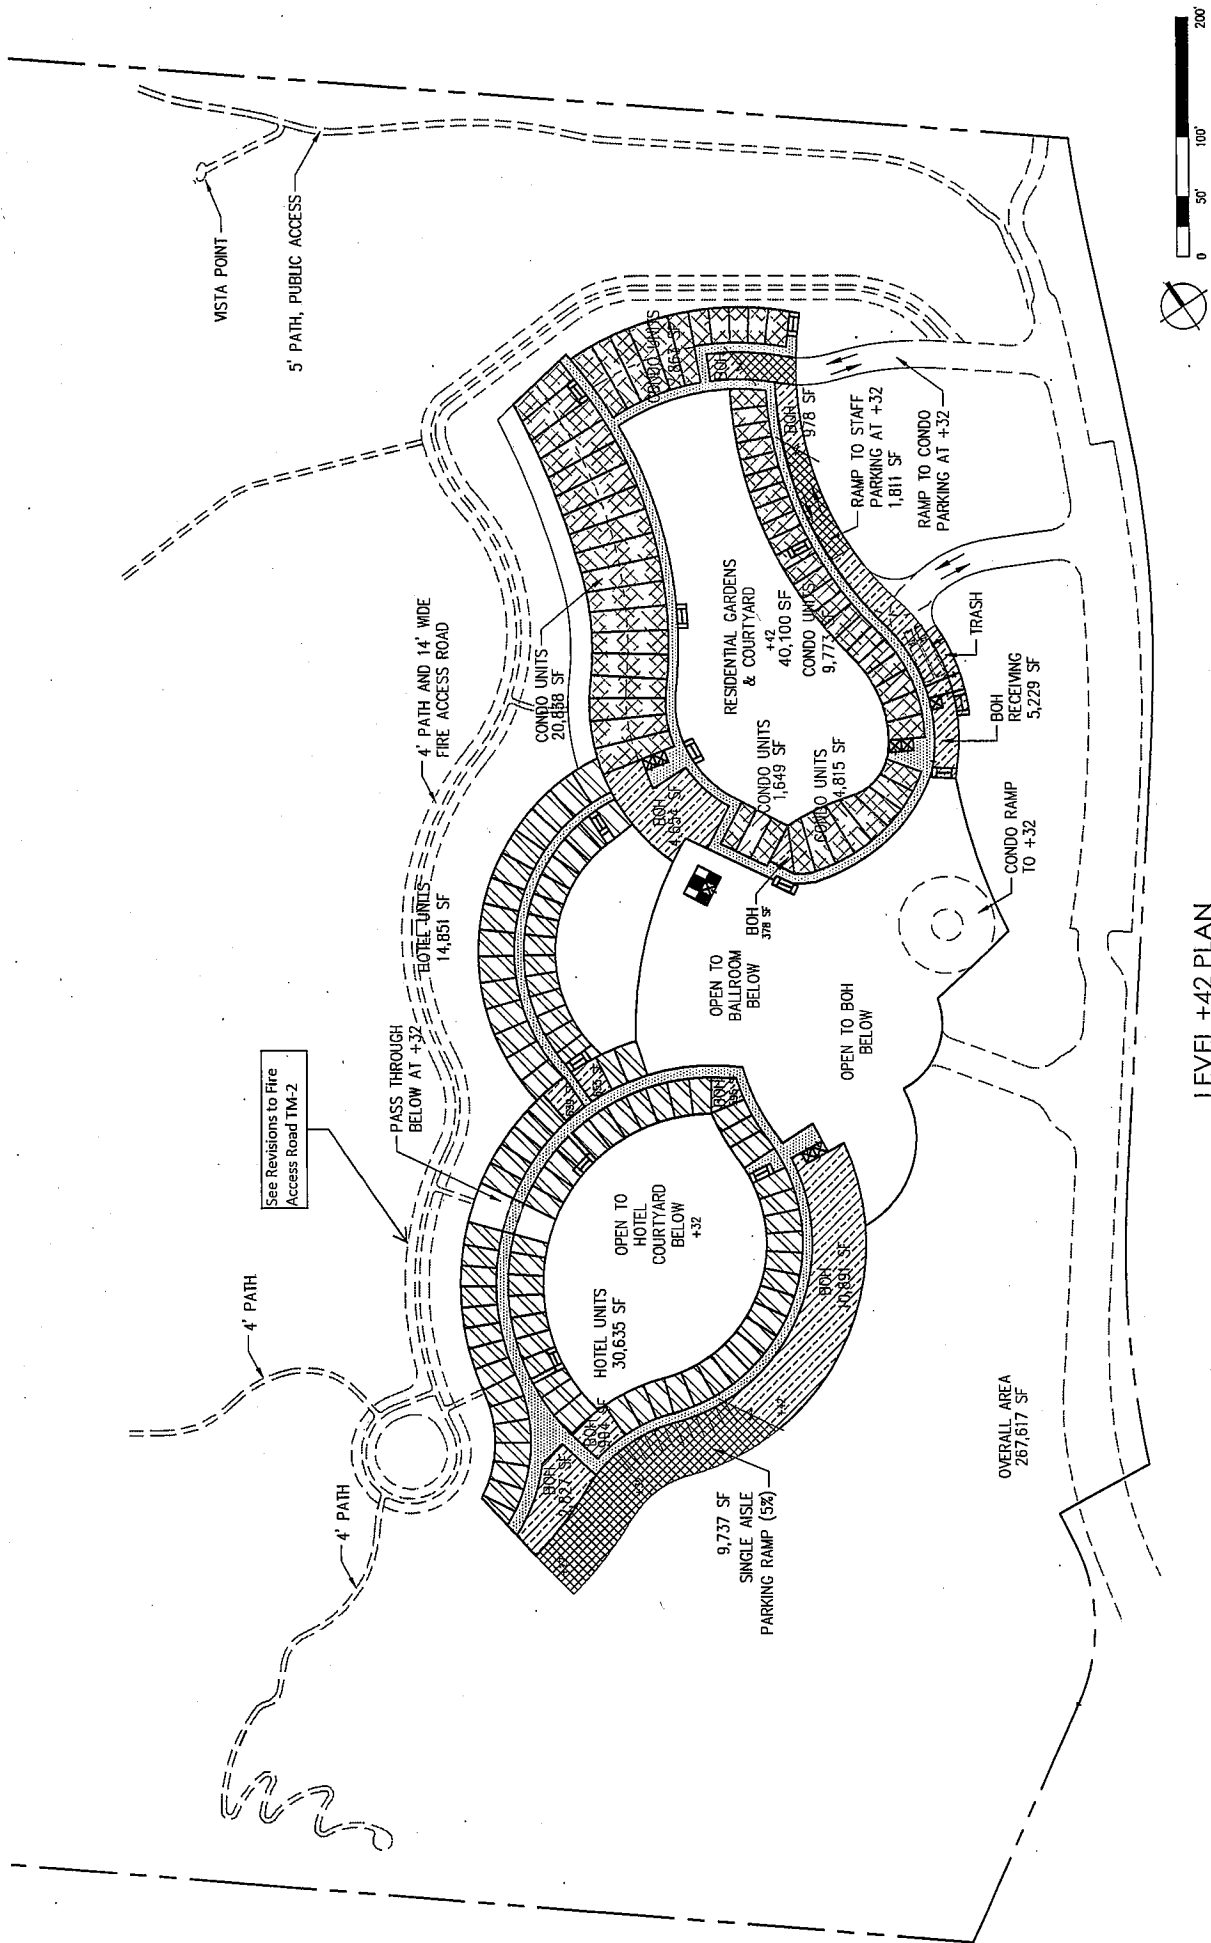 VISTA POINT
5' PATH, PUBLIC ACCESS
4' PATH AND 14' WIDE
FIRE ACCESS ROAD
See Revisions to Fire
Access Road TM-2
4' PATH
4' PATH
PASS THROUGH
BELOW AT +32
HOTEL UNITS
14,851 SF
CONDO UNITS
20,838 SF
CONDO UNITS
BOH
BOH
978 SF
RESIDENTIAL GARDENS
& COURTYARD
+42
40,100 SF
CONDO UNITS
9,773
CONDO UNITS
1,649 SF
CONDO UNITS
4,815 SF
BOH
BOH
378 SF
RAMP TO STAFF
PARKING AT +32
1,811 SF
RAMP TO CONDO
PARKING AT +32
TRASH
BOH
RECEIVING
5,229 SF
CONDO RAMP
TO +32
OPEN TO
BALLROOM
BELOW
OPEN TO BOH
BELOW
OPEN TO
HOTEL
COURTYARD
BELOW
+32
HOTEL UNITS
30,635 SF
BOH
BOH
BOH
BOH
10,891 SF
9,737 SF
SINGLE AISLE
PARKING RAMP (5%)
OVERALL AREA
267,617 SF
0 50' 100' 200'
LEVEL +42 PLAN